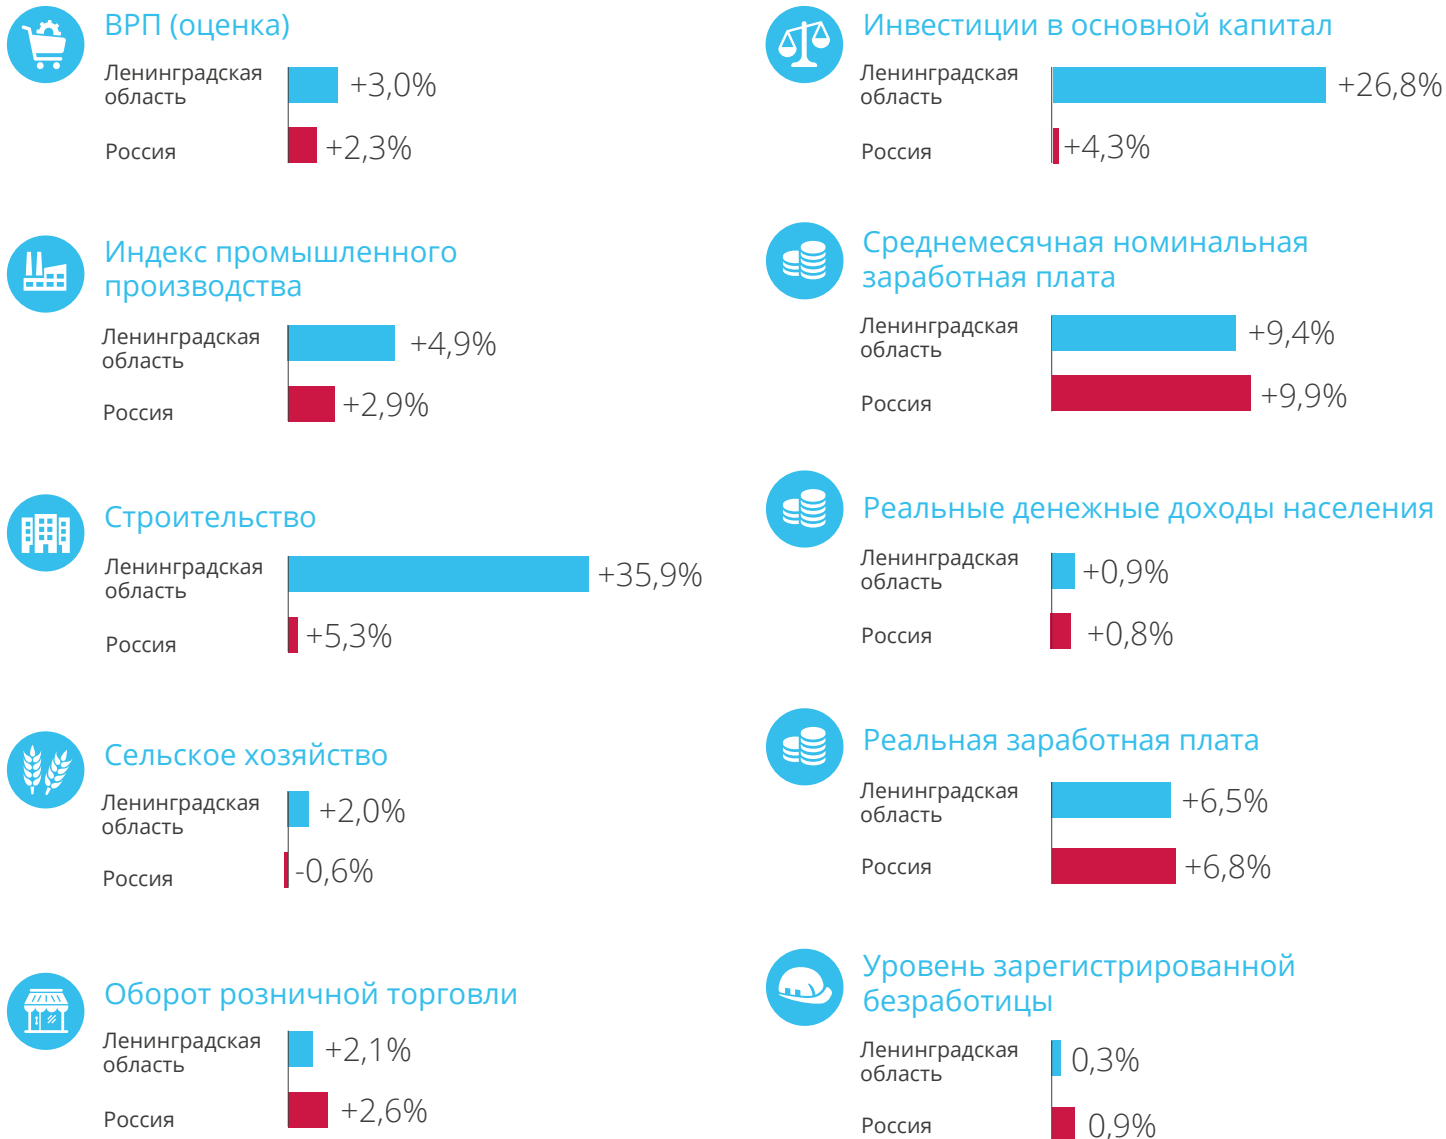 ВРП (оценка)
Ленинградская
область
+3,0%
Россия
+2,3%
Индекс промышленного
производства
Ленинградская
область
+4,9%
Россия
+2,9%
Строительство
Ленинградская
область
+35,9%
Россия
+5,3%
Сельское хозяйство
Ленинградская
область
+2,0%
Россия
-0,6%
Оборот розничной торговли
Ленинградская
область
+2,1%
Россия
+2,6%
Инвестиции в основной капитал
Ленинградская
область
+26,8%
Россия
+4,3%
Среднемесячная номинальная
заработная плата
Ленинградская
область
+9,4%
Россия
+9,9%
Реальные денежные доходы населения
Ленинградская
область
+0,9%
Россия
+0,8%
Реальная заработная плата
Ленинградская
область
+6,5%
Россия
+6,8%
Уровень зарегистрированной
безработицы
Ленинградская
область
0,3%
Россия
0,9%